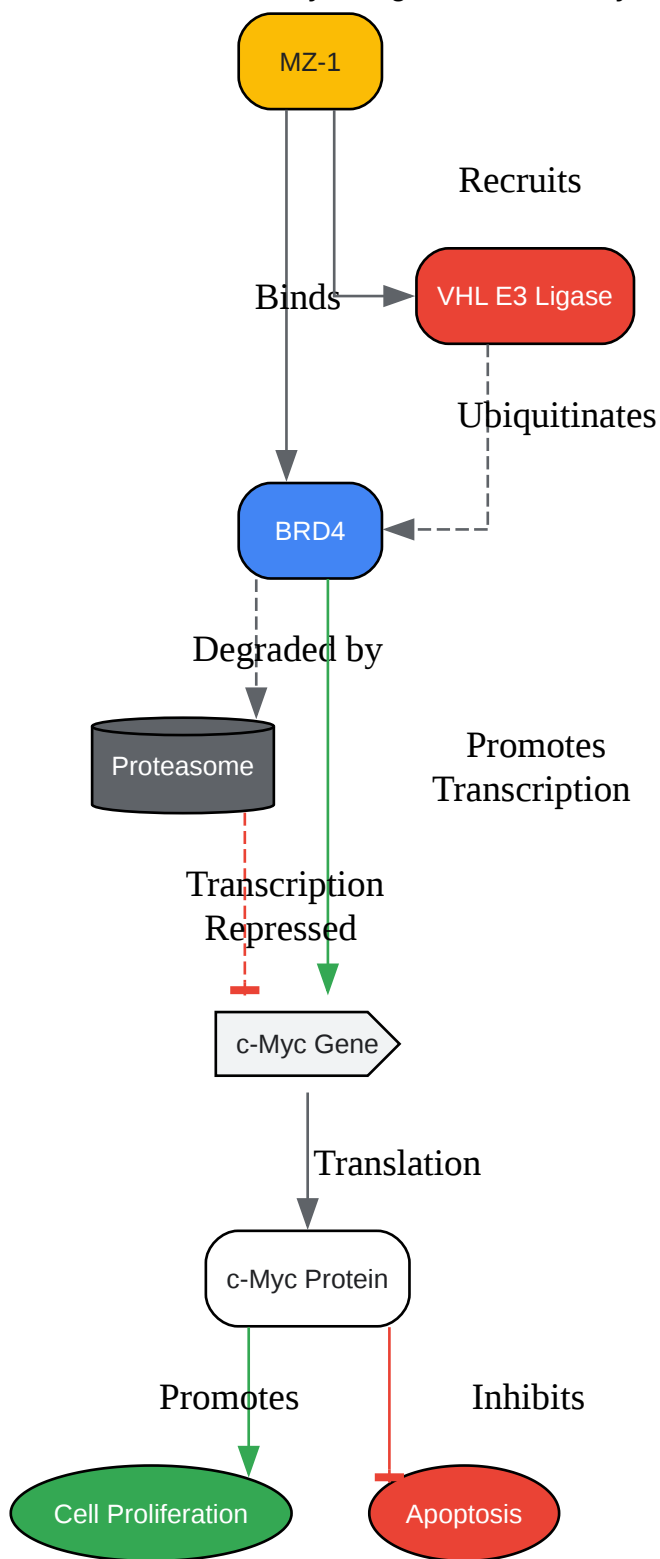 MZ-1
Recruits
Binds
VHL E3 Ligase
Ubiquitinates
BRD4
Degraded by
Proteasome
Promotes
Transcription
Transcription
Repressed
c-Myc Gene
Translation
c-Myc Protein
Promotes
Inhibits
Cell Proliferation
Apoptosis